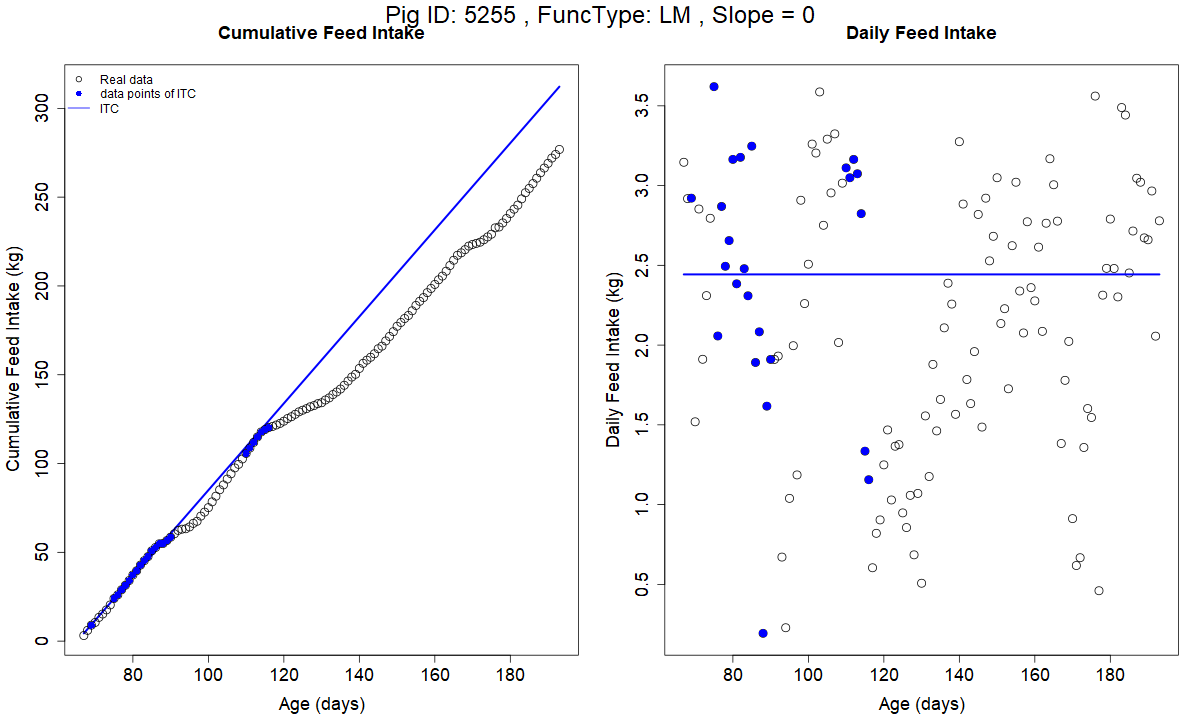 Pig ID: 5255 , FuncType: LM , Slope = 0
Cumulative Feed Intake
Daily Feed Intake
Real data
data points of ITC
ITC
Cumulative Feed Intake (kg)
0
50
100
150
200
250
300
80
100
120
140
160
180
Age (days)
Daily Feed Intake (kg)
0.5
1.0
1.5
2.0
2.5
3.0
3.5
80
100
120
140
160
180
Age (days)